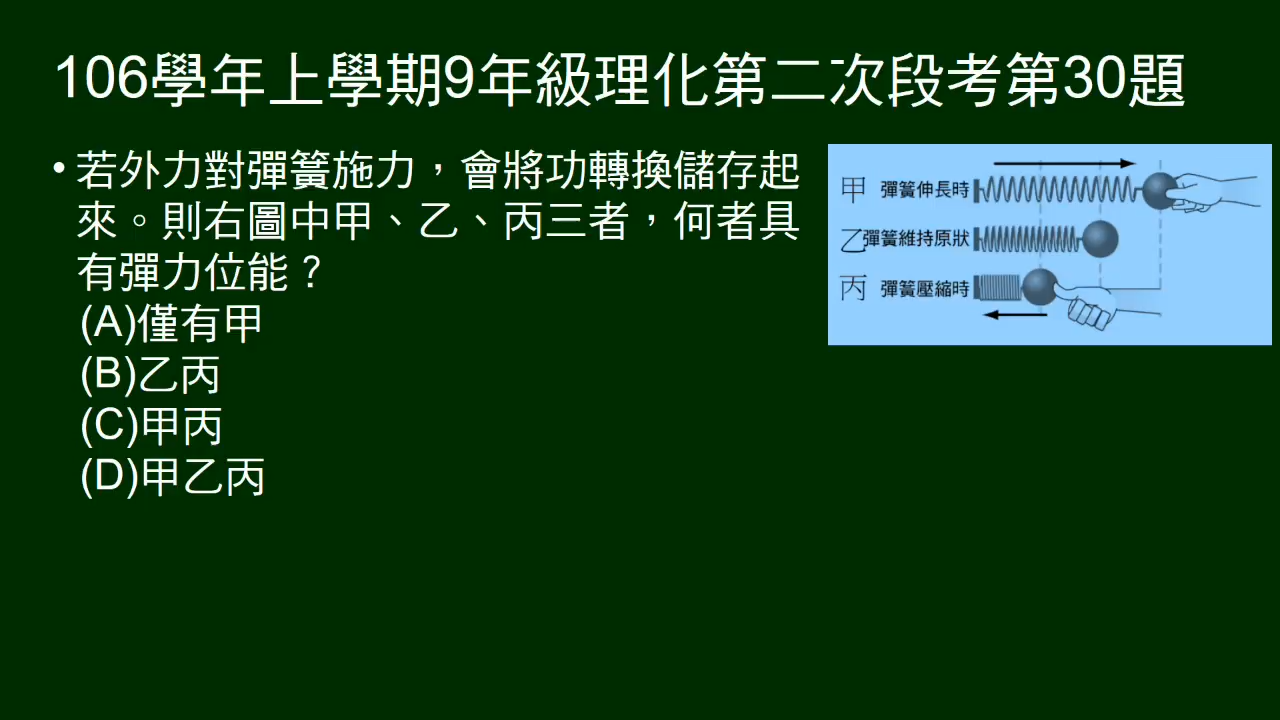 106學年上學期9年級理化第二次段考第30題
•若外力對彈簧施力，會將功轉換儲存起
來。則右圖中甲、乙、丙三者，何者具
有彈力位能？
(A)僅有甲
(B)乙丙
(C)甲丙
(D)甲乙丙
甲 彈簧伸長時
乙彈簧維持原狀
丙 彈簧壓縮時